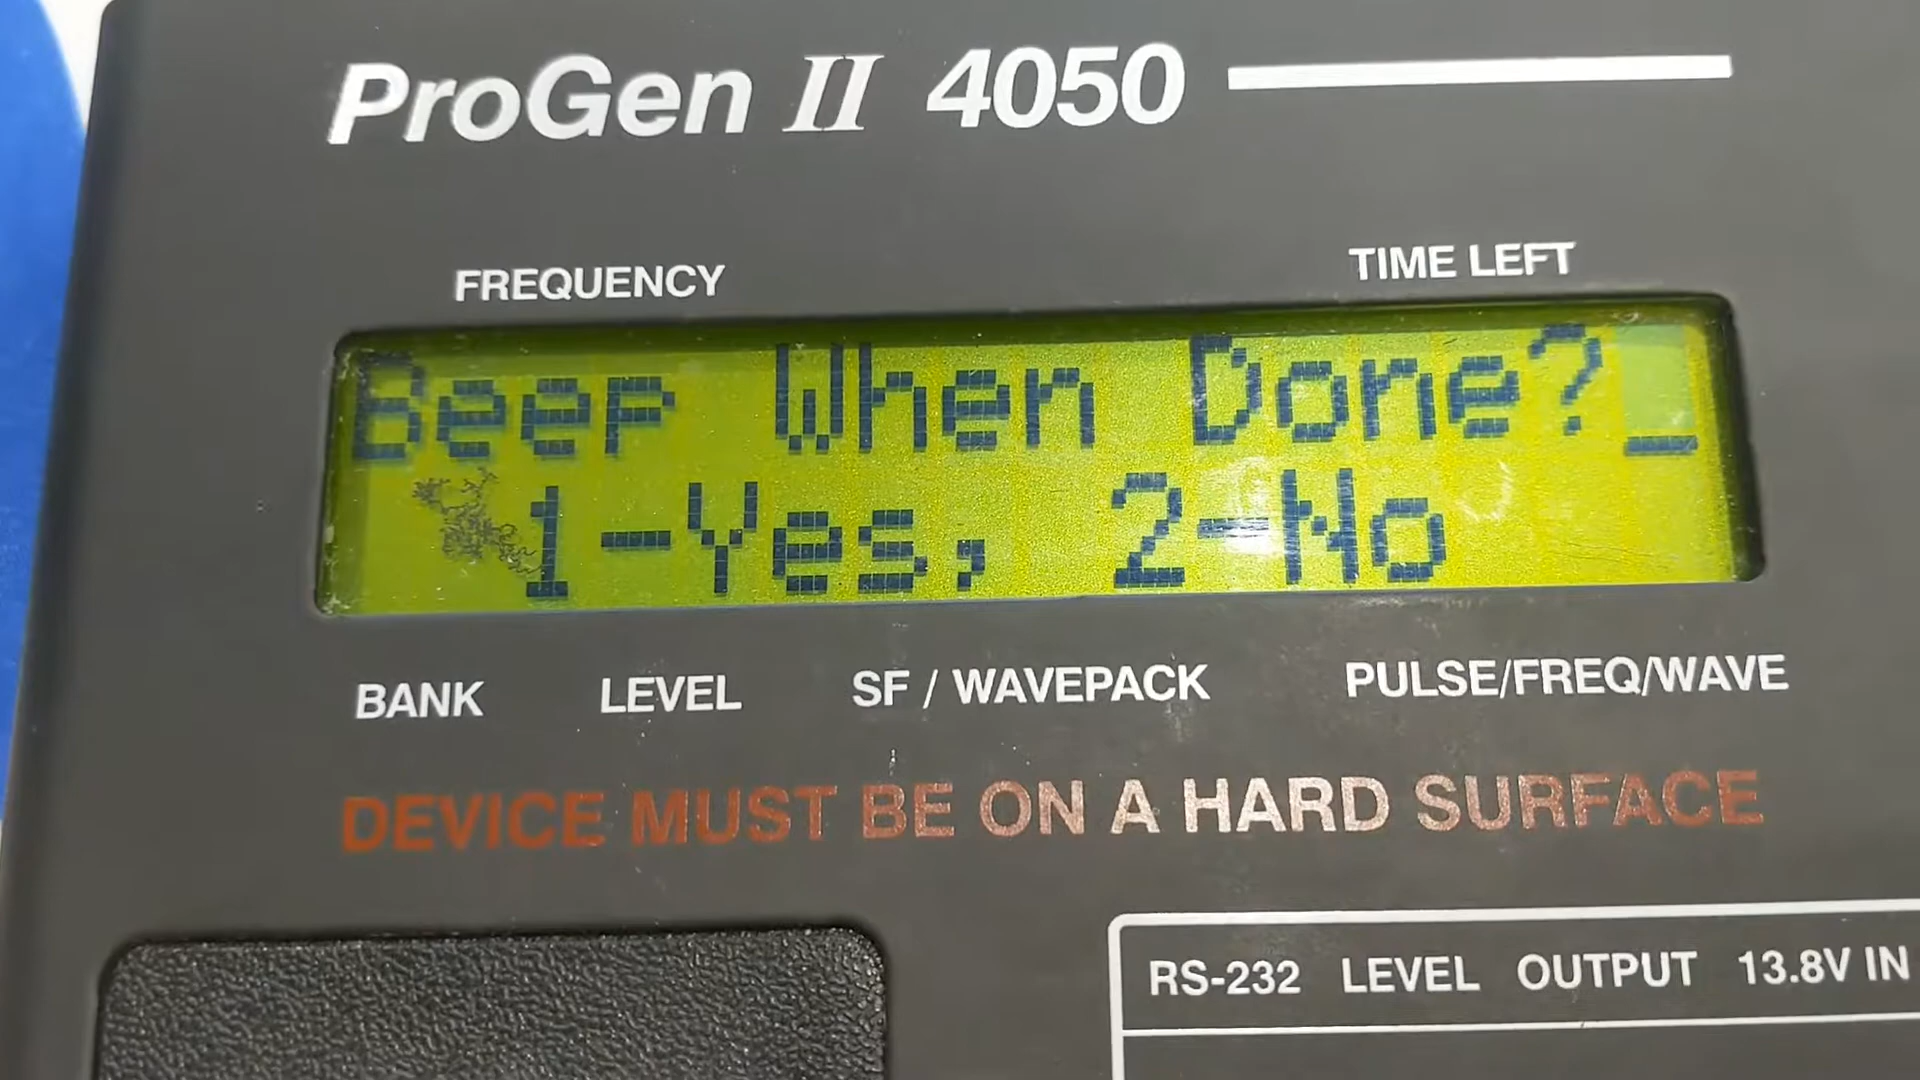 ProGen II 4050
FREQUENCY TIME LEFT
Beep When Done?_
1-Yes, 2-No
BANK LEVEL SF / WAVEPACK PULSE/FREQ/WAVE
DEVICE MUST BE ON A HARD SURFACE
RS-232 LEVEL OUTPUT 13.8V IN